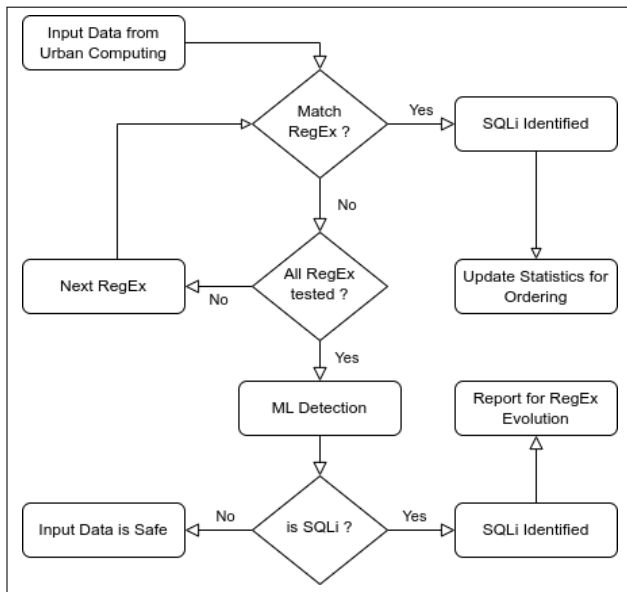 Input Data from
Urban Computing
Match
RegEx ?
Yes
SQLi Identified
No
Next RegEx
No
All RegEx
tested ?
Update Statistics for
Ordering
Yes
ML Detection
Report for RegEx
Evolution
Input Data is Safe
No
is SQLi ?
Yes
SQLi Identified